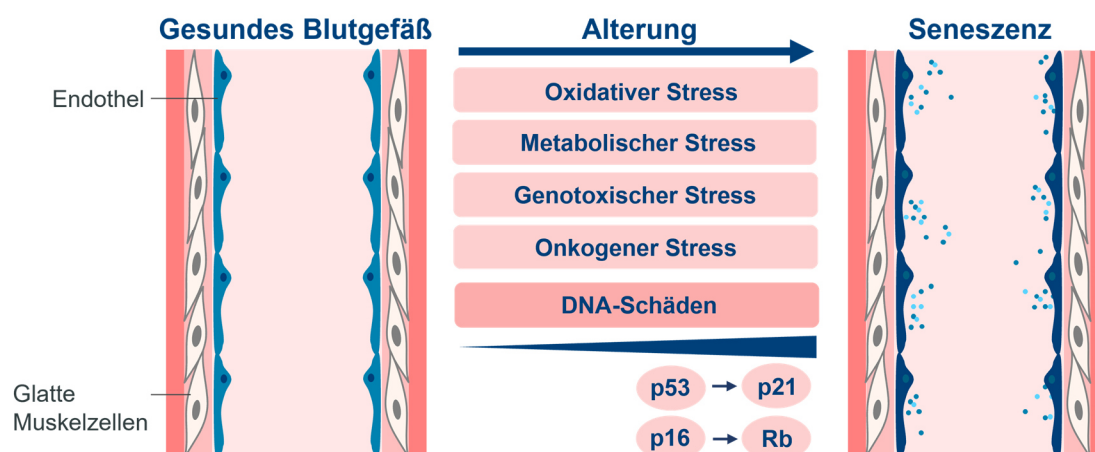 Gesundes Blutgefäß
Alterung
Seneszenz
Endothel
Oxidativer Stress
Metabolischer Stress
Genotoxischer Stress
Onkogener Stress
DNA-Schäden
p53
p21
Glatte
Muskelzellen
p16
Rb